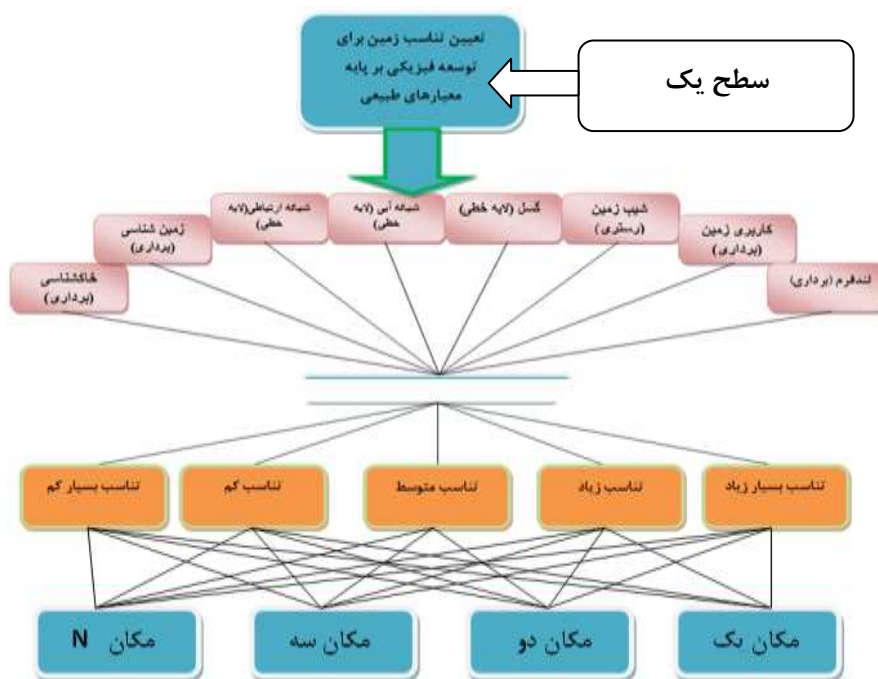 تعیین تناسب زمین برای
توسعه فیزیکی بر پایه
معیارهای طبیعی
سطح یک
لندفرم (برداری)
کاربری زمین
(برداری)
شیب زمین
(رستری)
گسل (لایه خطی)
شبکه آبی (لایه
خطی)
شبکه ارتباطی(لایه
خطی)
زمین شناسی
(برداری)
خاکشناسی
(برداری)
تناسب بسیار زیاد
تناسب زیاد
تناسب متوسط
تناسب کم
تناسب بسیار کم
مکان یک
مکان دو
مکان سه
مکان N